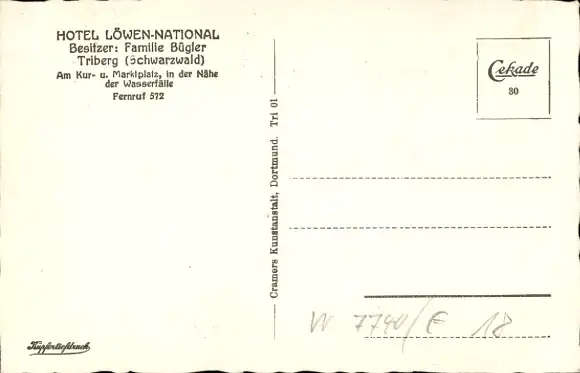 HOTEL LÖWEN-NATIONAL
Besitzer: Familie Bügler
Triberg (Schwarzwald)
Am Kur- u. Marktplatz, in der Nähe
der Wasserfälle
Fernruf 572
Cramers Kunstanstalt, Dortmund. Tri 01
Cekade
30
W 7740/E 18
Kupfertiefdruck